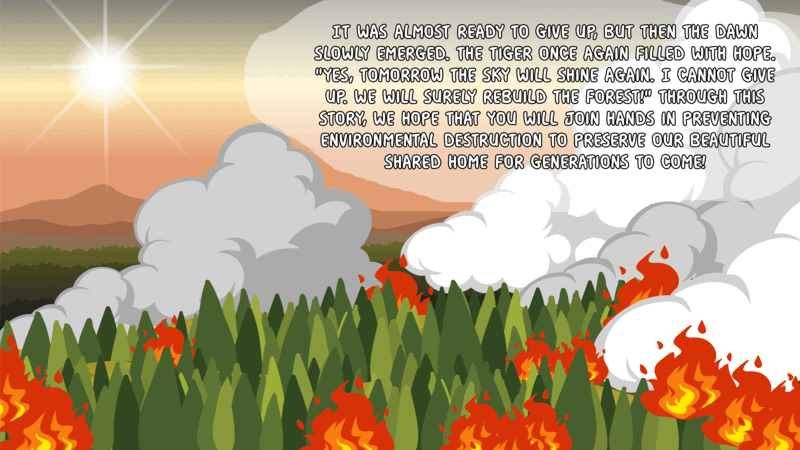 IT WAS ALMOST READY TO GIVE UP, BUT THEN THE DAWN
SLOWLY EMERGED. THE TIGER ONCE AGAIN FILLED WITH HOPE.
"YES, TOMORROW THE SKY WILL SHINE AGAIN. I CANNOT GIVE
UP. WE WILL SURELY REBUILD THE FOREST!" THROUGH THIS
STORY, WE HOPE THAT YOU WILL JOIN HANDS IN PREVENTING
ENVIRONMENTAL DESTRUCTION TO PRESERVE OUR BEAUTIFUL
SHARED HOME FOR GENERATIONS TO COME!